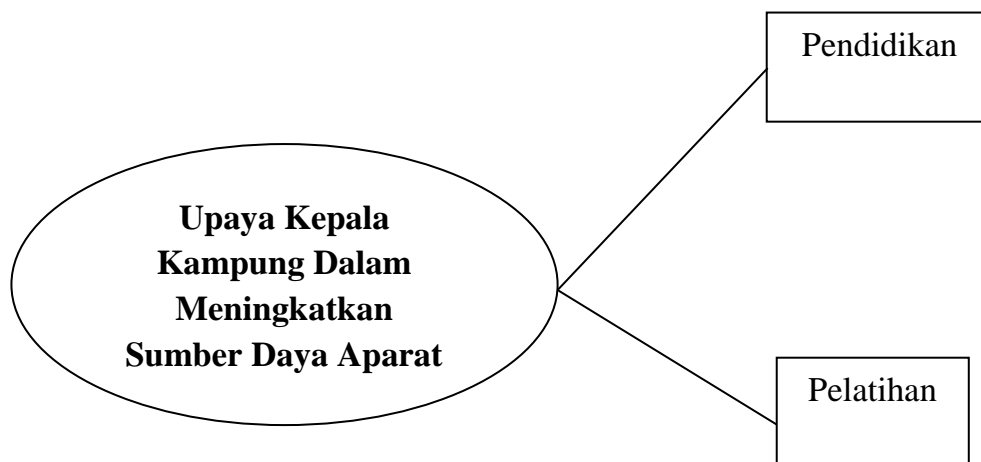 Pendidikan
Upaya Kepala
Kampung Dalam
Meningkatkan
Sumber Daya Aparat
Pelatihan